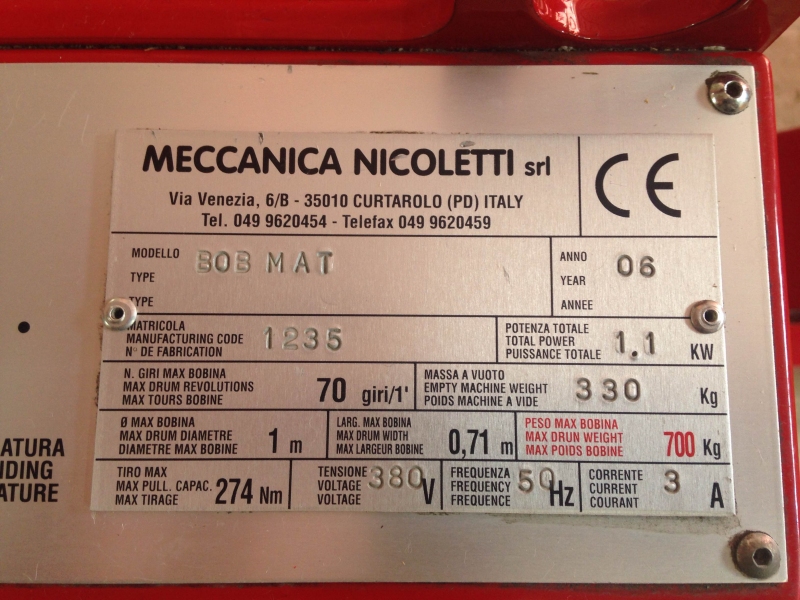 MECCANICA NICOLETTI srl
Via Venezia, 6/B - 35010 CURTAROLO (PD) ITALY
Tel. 049 9620454 - Telefax 049 9620459
CE
MODELLO
TYPE
TYPE
BOB MAT
ANNO
YEAR
ANNEE
06
MATRICOLA
MANUFACTURING CODE
N° DE FABRICATION
1235
POTENZA TOTALE
TOTAL POWER
PUISSANCE TOTALE
1.1 KW
N. GIRI MAX BOBINA
MAX DRUM REVOLUTIONS
MAX TOURS BOBINE
70 giri/1'
MASSA A VUOTO
EMPTY MACHINE WEIGHT
POIDS MACHINE A VIDE
330 Kg
Ø MAX BOBINA
MAX DRUM DIAMETRE
DIAMETRE MAX BOBINE
1 m
LARG. MAX BOBINA
MAX DRUM WIDTH
MAX LARGEUR BOBINE
0,71 m
PESO MAX BOBINA
MAX DRUN WEIGHT
MAX POIDS BOBINE
700 Kg
TIRO MAX
MAX PULL. CAPAC.
MAX TIRAGE
274 Nm
TENSIONE
VOLTAGE
VOLTAGE
380 V
FREQUENZA
FREQUENCY
FREQUENCE
50 Hz
CORRENTE
CURRENT
COURANT
3 A
ATURA
NDING
ATURE